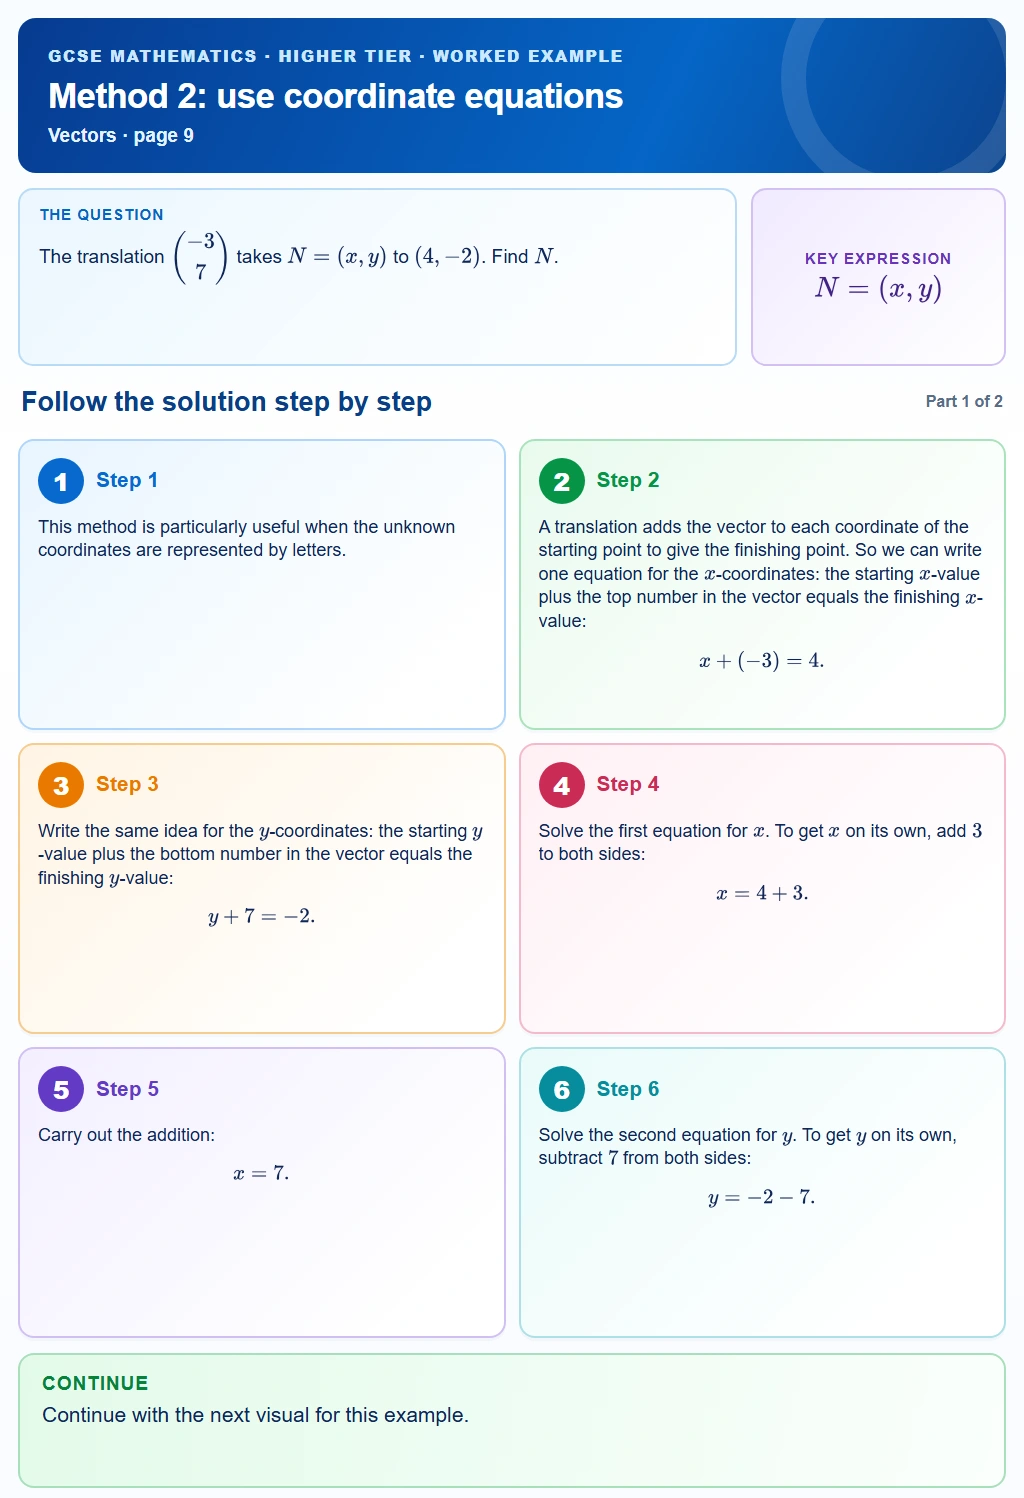 GCSE MATHEMATICS · HIGHER TIER · WORKED EXAMPLE
Method 2: use coordinate equations
Vectors · page 9
THE QUESTION
The translation (−3 7) takes N = (x, y) to (4, −2). Find N.
KEY EXPRESSION
N = (x, y)
Follow the solution step by step
Part 1 of 2
1 Step 1
This method is particularly useful when the unknown
coordinates are represented by letters.
2 Step 2
A translation adds the vector to each coordinate of the
starting point to give the finishing point. So we can write
one equation for the x-coordinates: the starting x-value
plus the top number in the vector equals the finishing x-
value:
x + (−3) = 4.
3 Step 3
Write the same idea for the y-coordinates: the starting y
-value plus the bottom number in the vector equals the
finishing y-value:
y + 7 = −2.
4 Step 4
Solve the first equation for x. To get x on its own, add 3
to both sides:
x = 4 + 3.
5 Step 5
Carry out the addition:
x = 7.
6 Step 6
Solve the second equation for y. To get y on its own,
subtract 7 from both sides:
y = −2 − 7.
CONTINUE
Continue with the next visual for this example.